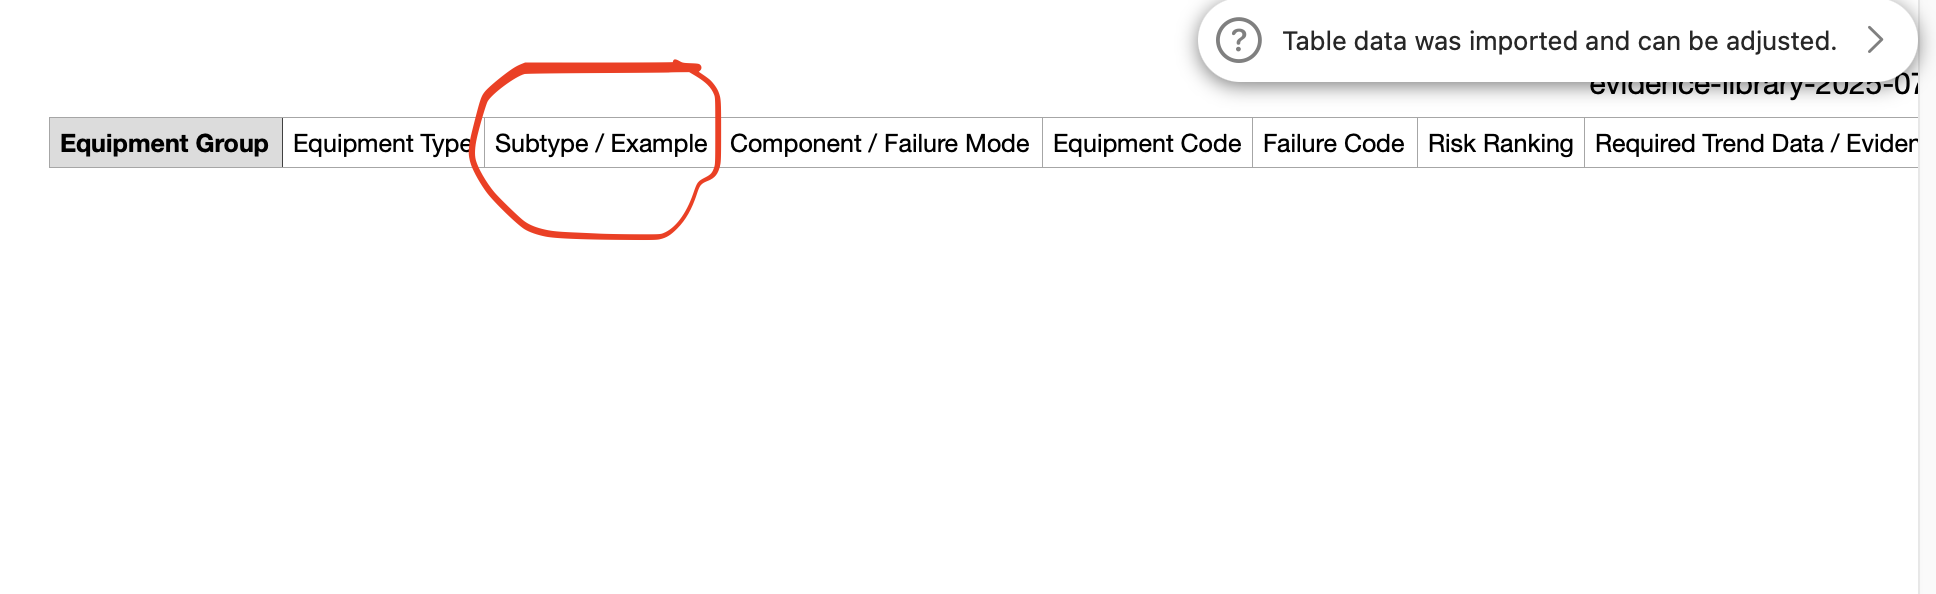 Table data was imported and can be adjusted.
evidence-library-2025-07
Equipment Group Equipment Type Subtype / Example Component / Failure Mode Equipment Code Failure Code Risk Ranking Required Trend Data / Eviden